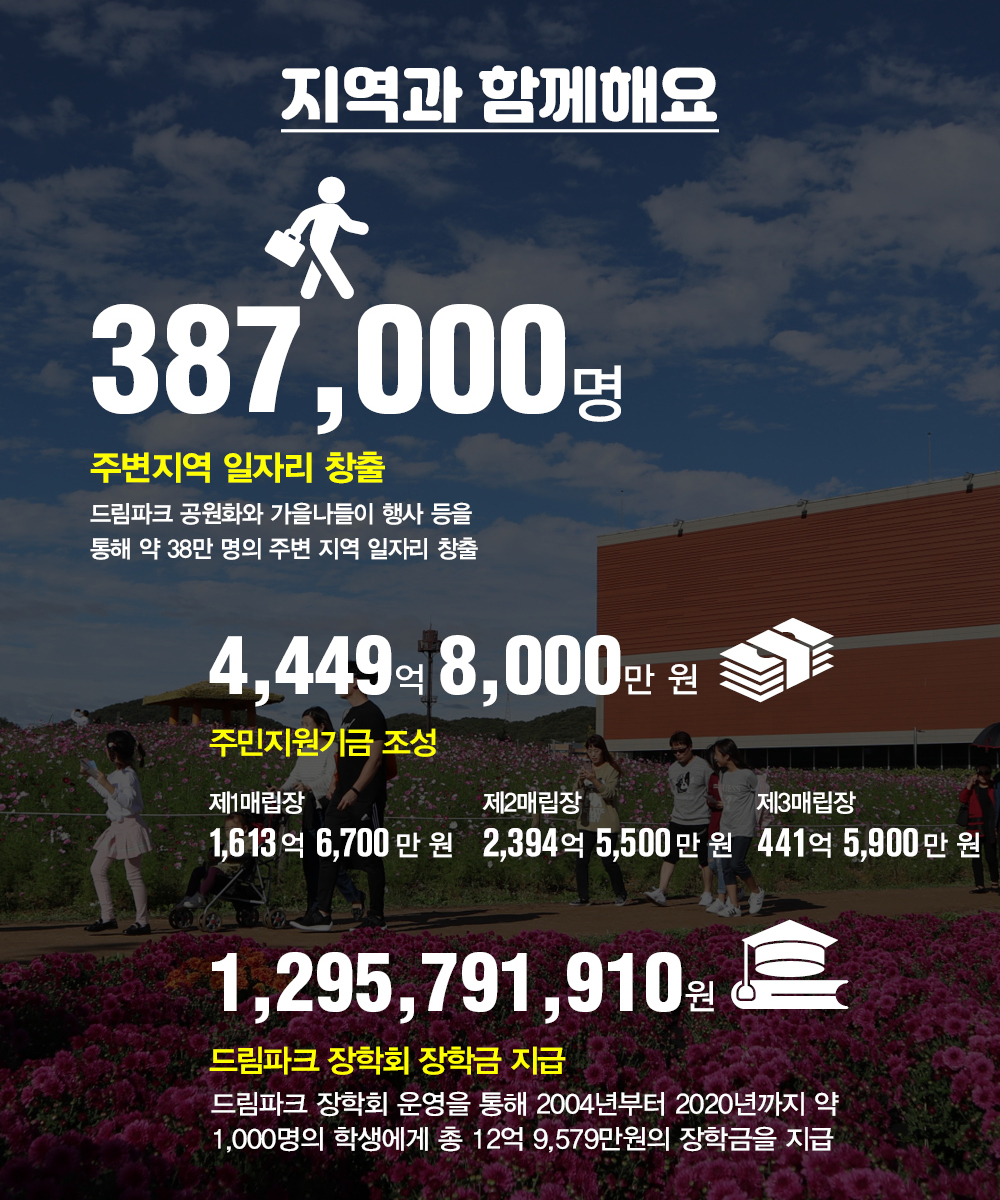 지역과 함께해요
387,000명
주변지역 일자리 창출
드림파크 공원화와 가을나들이 행사 등을
통해 약 38만 명의 주변 지역 일자리 창출
4,449억 8,000만 원
주민지원기금 조성
제1매립장 제2매립장 제3매립장
1,613억 6,700만 원 2,394억 5,500만 원 441억 5,900만 원
1,295,791,910원
드림파크 장학회 장학금 지급
드림파크 장학회 운영을 통해 2004년부터 2020년까지 약
1,000명의 학생에게 총 12억 9,579만원의 장학금을 지급